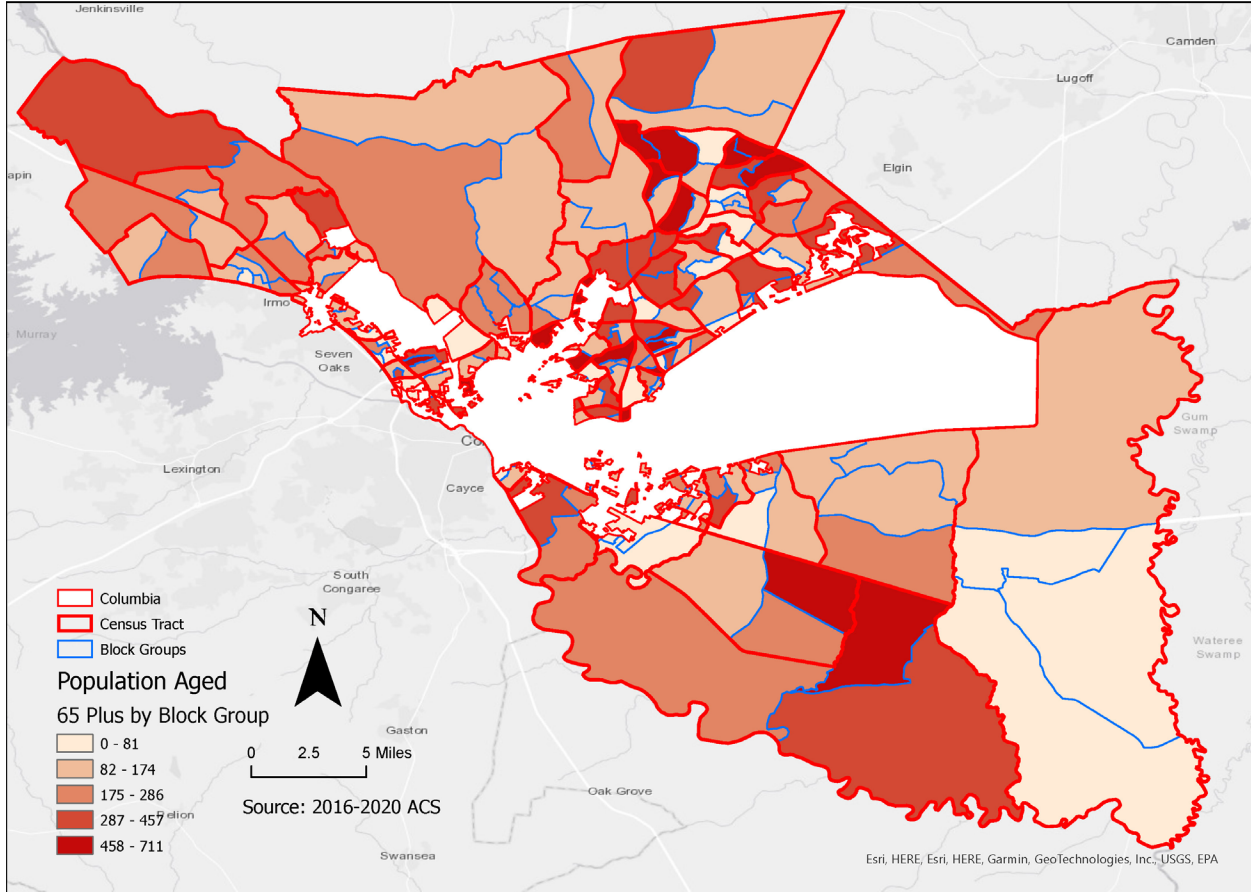 Jenkinsville
Camden
Lugoff
apin
Elgin
Irmo
e Murray
Seven
Oaks
Gum
Swamp
Co
Lexington
Cayce
South
Congaree
Wateree
Swamp
Columbia
Census Tract
Block Groups
N
Population Aged
65 Plus by Block Group
0 - 81
82 - 174
175 - 286
287 - 457
458 - 711
0 2.5 5 Miles
Source: 2016-2020 ACS
Gaston
Oak Grove
Pelion
Swansea
Esri, HERE, Esri, HERE, Garmin, GeoTechnologies, Inc., USGS, EPA